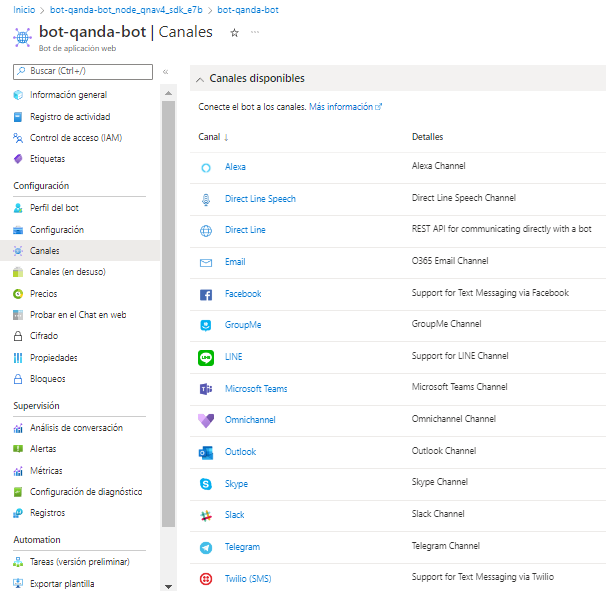 Inicio > bot-qanda-bot_node_qnav4_sdk_e7b > bot-qanda-bot
bot-qanda-bot | Canales
Bot de aplicación web
Buscar (Ctrl+/)
«
Información general
Registro de actividad
Control de acceso (IAM)
Etiquetas
Configuración
Perfil del bot
Configuración
Canales
Canales (en desuso)
Precios
Probar en el Chat en web
Cifrado
Propiedades
Bloqueos
Supervisión
Análisis de conversación
Alertas
Métricas
Configuración de diagnóstico
Registros
Automation
Tareas (versión preliminar)
Exportar plantilla
Canales disponibles
Conecte el bot a los canales. Más información
Canal ↓ Detalles
Alexa Alexa Channel
Direct Line Speech Direct Line Speech Channel
Direct Line REST API for communicating directly with a bot
Email O365 Email Channel
Facebook Support for Text Messaging via Facebook
GroupMe GroupMe Channel
LINE Support for LINE Channel
Microsoft Teams Microsoft Teams Channel
Omnichannel Omnichannel Channel
Outlook Outlook Channel
Skype Skype Channel
Slack Slack Channel
Telegram Telegram Channel
Twilio (SMS) Support for Text Messaging via Twilio